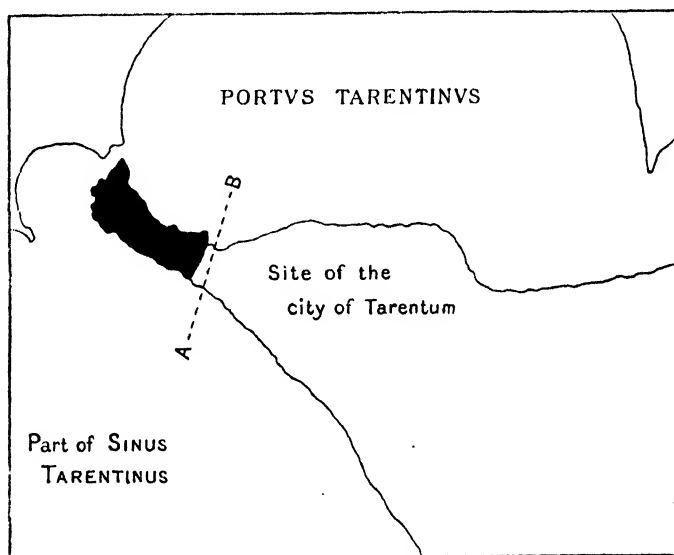 PORTVS TARENTINVS
B
Site of the
city of Tarentum
A
Part of SINUS
TARENTINUS